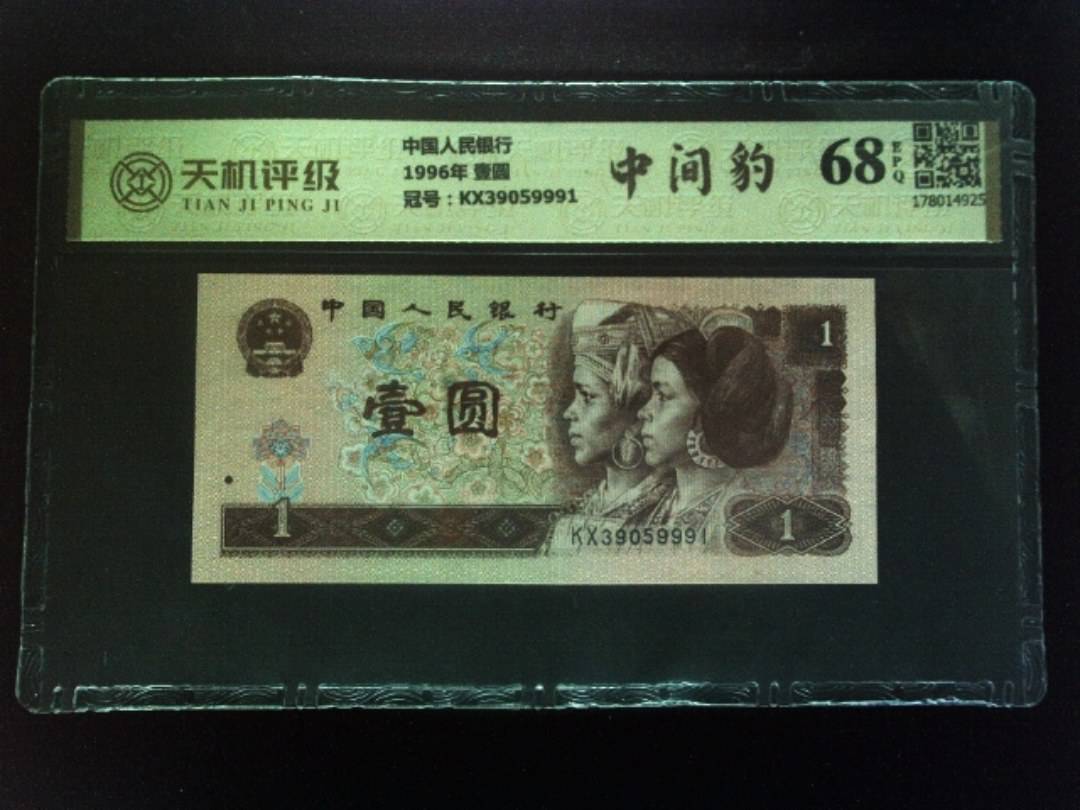 天机评级
TIAN JI PING JI
中国人民银行
1996年 壹圆
冠号：KX39059991
中间豹
68
EPQ
178014925
中国人民银行
壹圆
1
1
KX39059991
1